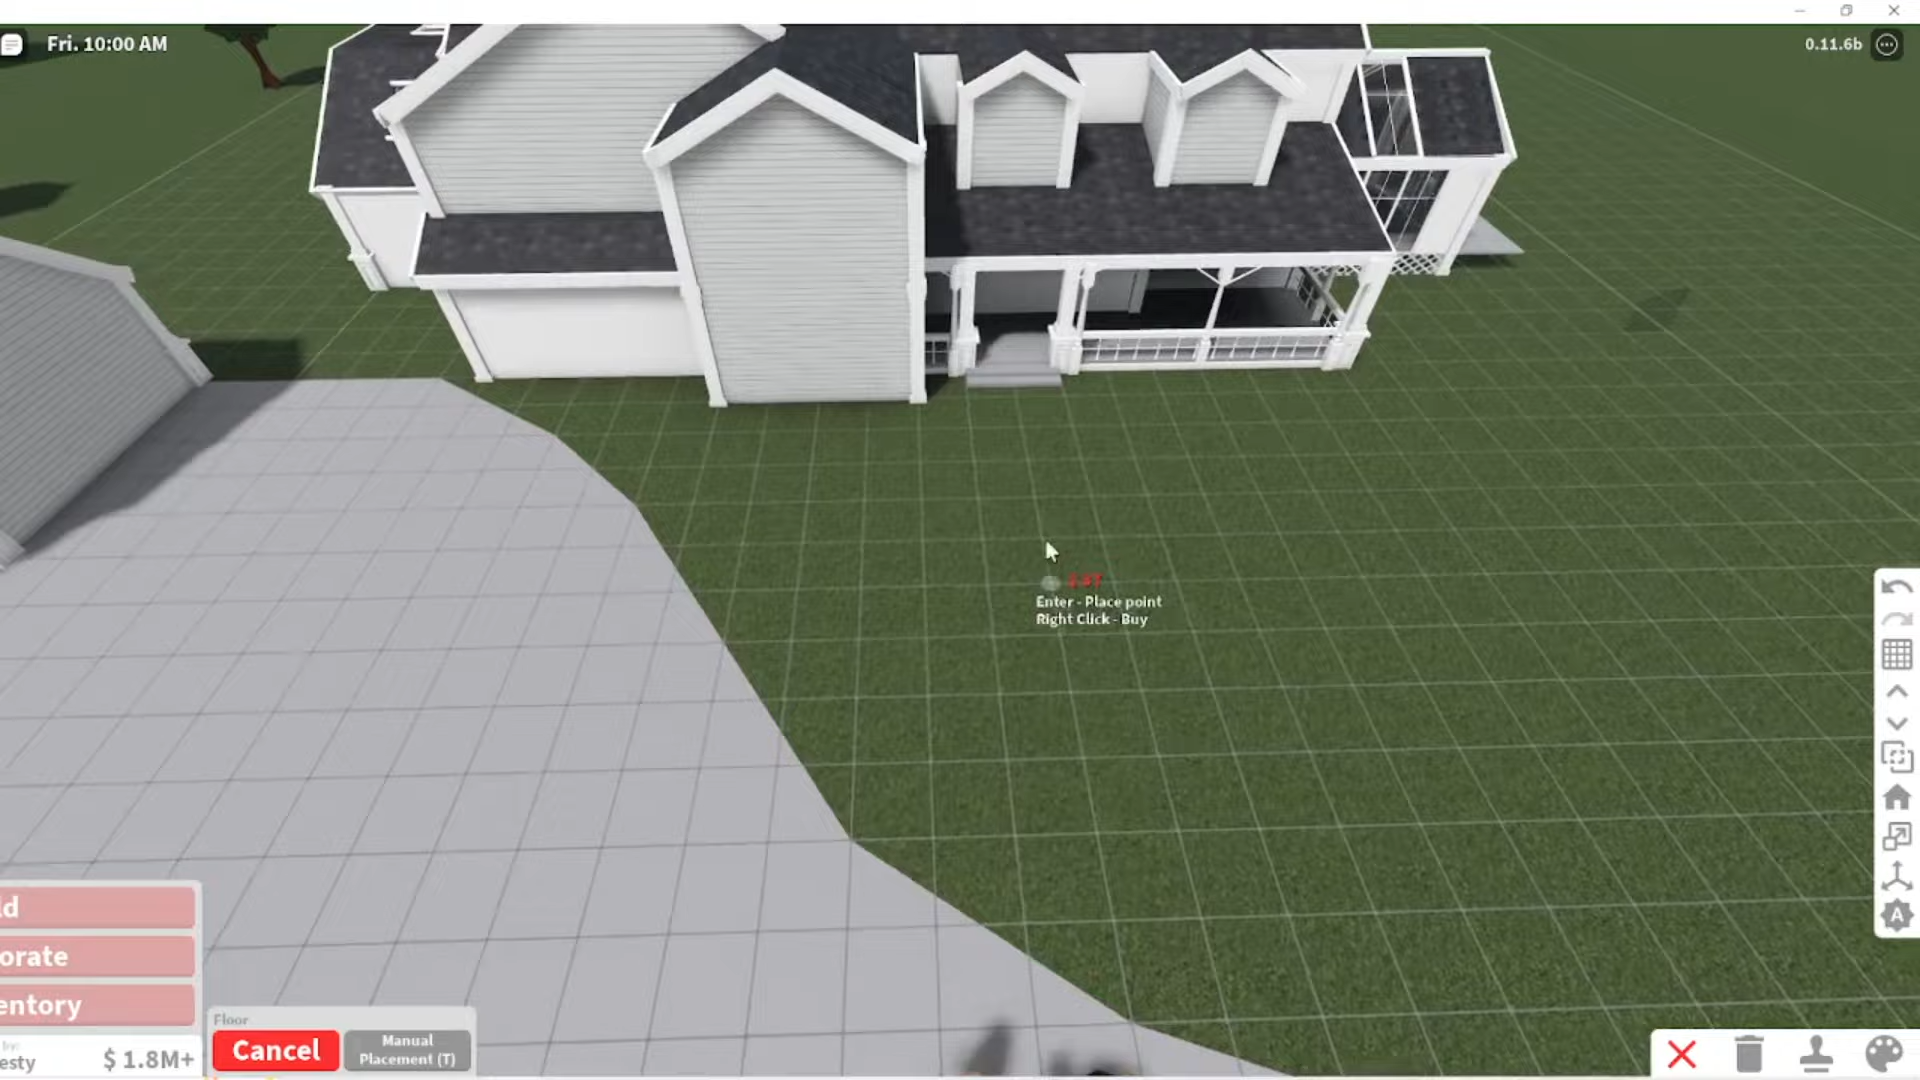 Fri. 10:00 AM
0.11.6b
Enter - Place point
Right Click - Buy
ld
orate
entory
by:
esty
$ 1.8M+
Floor
Cancel
Manual
Placement (T)
A